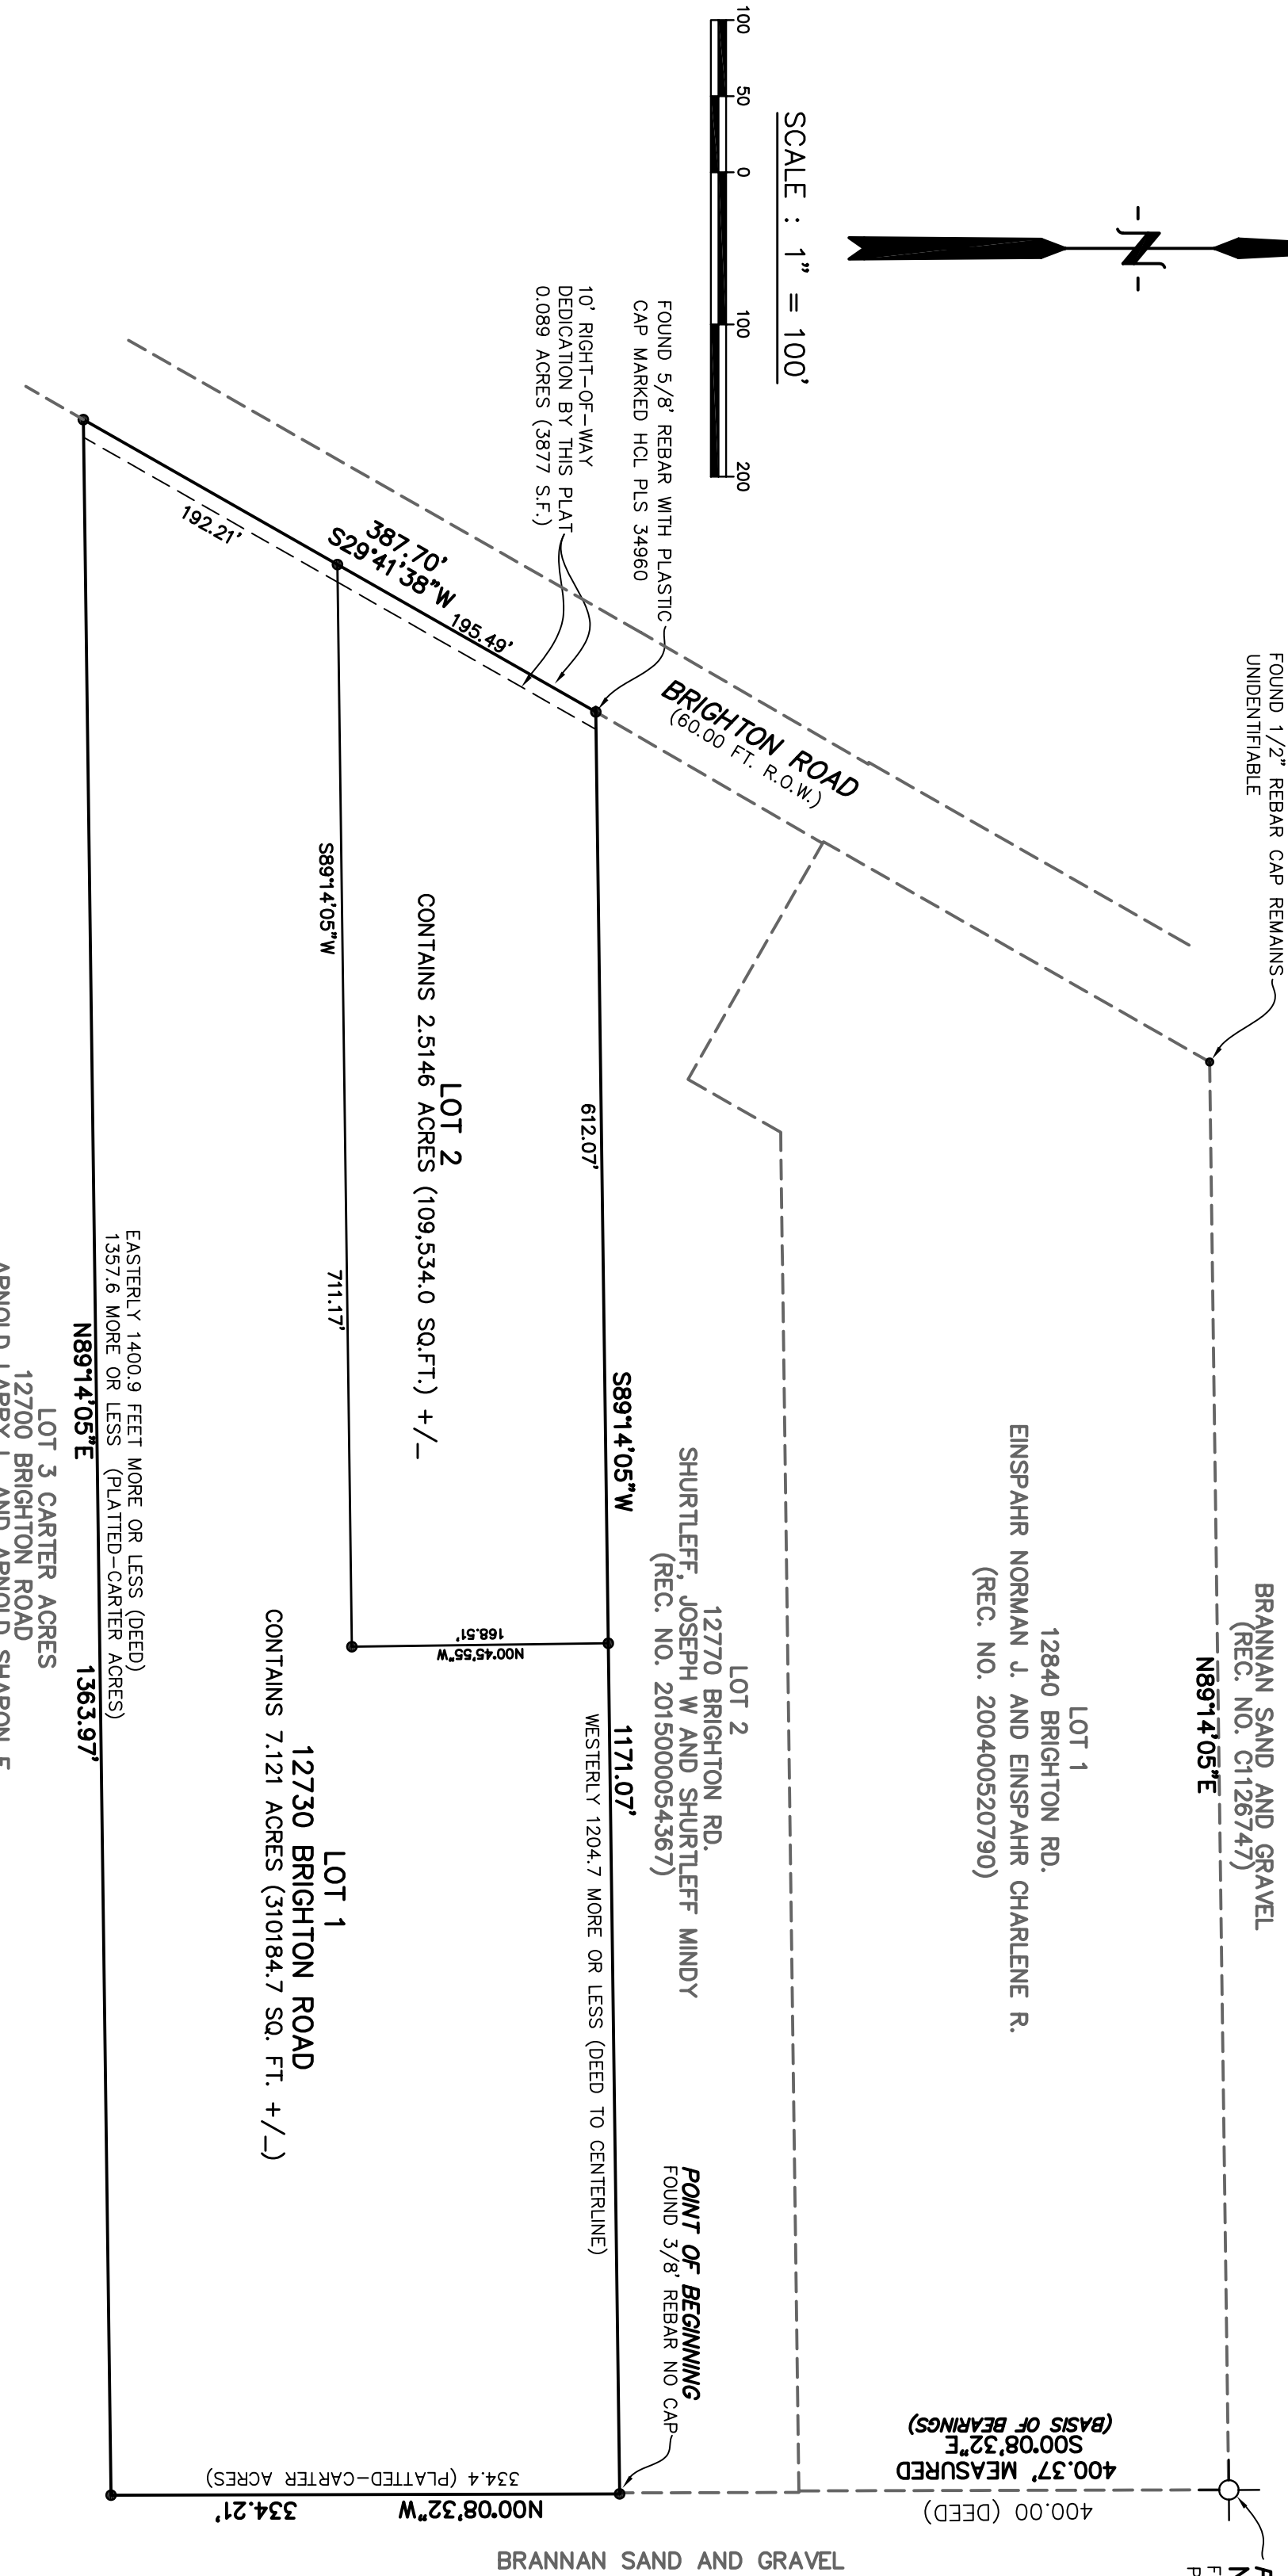 FOUND 1/2" REBAR CAP REMAINS
UNIDENTIFIABLE
BRANNAN SAND AND GRAVEL
(REC. NO. C1126747)
N89°14'05"E
-N-
SCALE : 1" = 100'
100 50 0 100 200
LOT 1
12840 BRIGHTON RD.
EINSPAHR NORMAN J. AND EINSPAHR CHARLENE R.
(REC. NO. 20040520790)
400.00 (DEED)
400.37' MEASURED
S00°08'32"E
(BASIS OF BEARINGS)
BRIGHTON ROAD
(60.00 FT. R.O.W.)
LOT 2
12770 BRIGHTON RD.
SHURTLEFF, JOSEPH W AND SHURTLEFF MINDY
(REC. NO. 2015000054367)
POINT OF BEGINNING
FOUND 3/8' REBAR NO CAP
FOUND 5/8' REBAR WITH PLASTIC
CAP MARKED HCL PLS 34960
10' RIGHT-OF-WAY
DEDICATION BY THIS PLAT
0.089 ACRES (3877 S.F.)
S89°14'05"W
1171.07'
612.07'
WESTERLY 1204.7 MORE OR LESS (DEED TO CENTERLINE)
387.70'
S29°41'38"W
195.49'
192.21'
LOT 2
CONTAINS 2.5146 ACRES (109,534.0 SQ.FT.) +/_
N00°45'55"W
168.51'
S89°14'05"W
711.17'
LOT 1
12730 BRIGHTON ROAD
CONTAINS 7.121 ACRES (310184.7 SQ. FT. +/_)
334.4 (PLATTED-CARTER ACRES)
N00°08'32"W
334.21'
BRANNAN SAND AND GRAVEL
EASTERLY 1400.9 FEET MORE OR LESS (DEED)
1357.6 MORE OR LESS (PLATTED-CARTER ACRES)
N89°14'05"E
1363.97'
LOT 3 CARTER ACRES
12700 BRIGHTON ROAD
ARNOLD LARRY L AND ARNOLD SHARON E